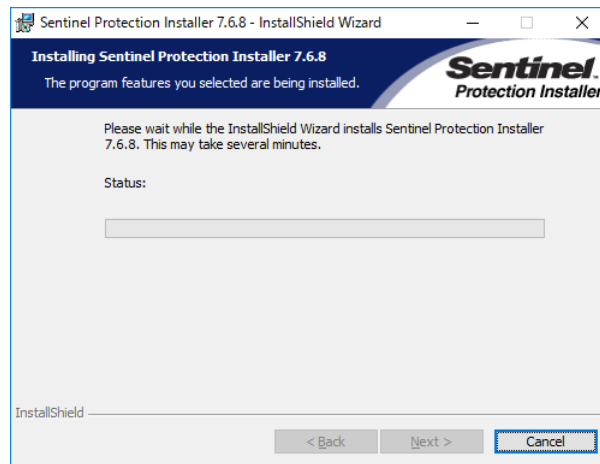 Sentinel Protection Installer 7.6.8 - InstallShield Wizard
Installing Sentinel Protection Installer 7.6.8
The program features you selected are being installed.
Sentinel.
Protection Installer
Please wait while the InstallShield Wizard installs Sentinel Protection Installer
7.6.8. This may take several minutes.
Status:
InstallShield
< Back
Next >
Cancel